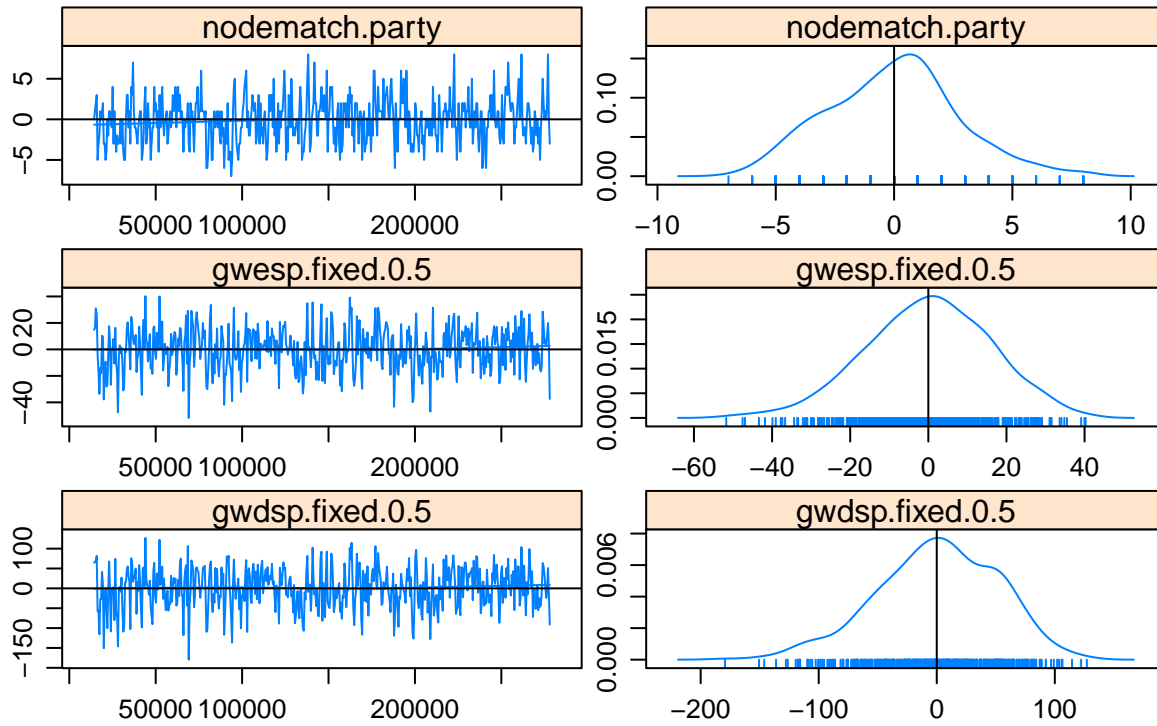 nodematch.party
nodematch.party
−5 0 5
0.00 0.10
50000 100000 200000
−10 −5 0 5 10
gwesp.fixed.0.5
gwesp.fixed.0.5
−40 0 20
0.000 0.015
50000 100000 200000
−60 −40 −20 0 20 40
gwdsp.fixed.0.5
gwdsp.fixed.0.5
−150 0 100
0.000 0.006
50000 100000 200000
−200 −100 0 100